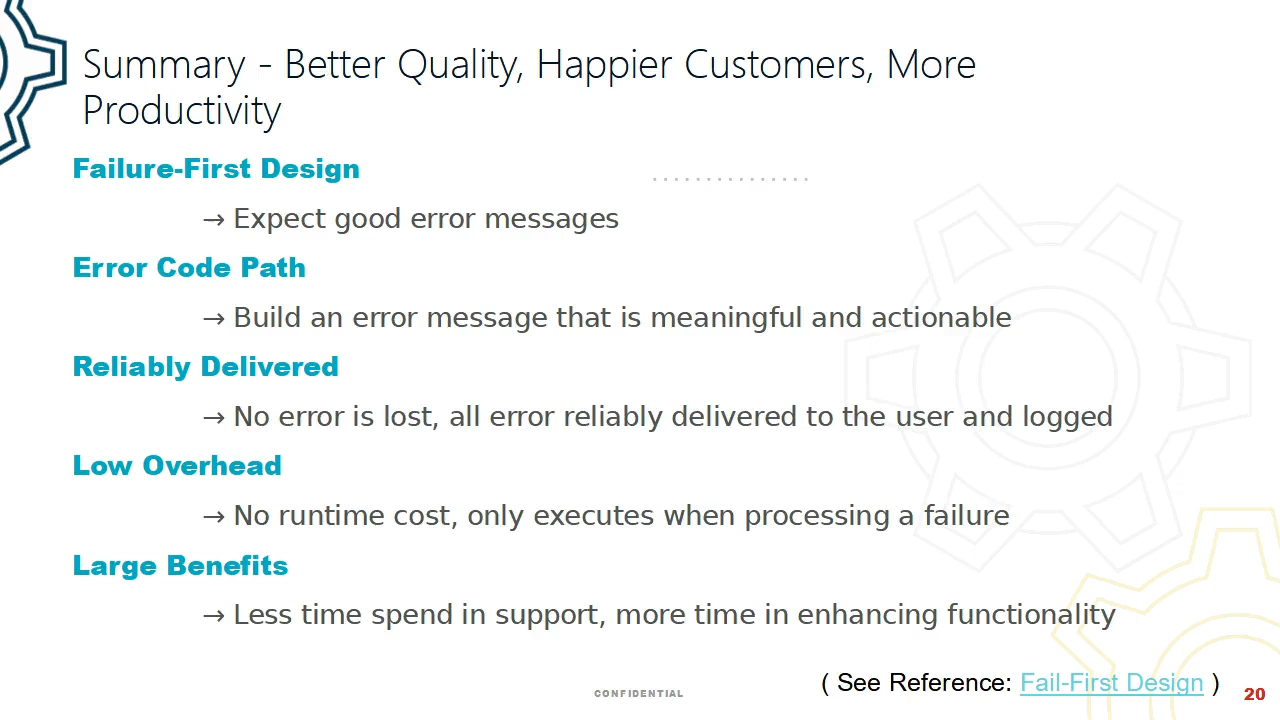 Summary - Better Quality, Happier Customers, More
Productivity
Failure-First Design
→ Expect good error messages
Error Code Path
→ Build an error message that is meaningful and actionable
Reliably Delivered
→ No error is lost, all error reliably delivered to the user and logged
Low Overhead
→ No runtime cost, only executes when processing a failure
Large Benefits
→ Less time spend in support, more time in enhancing functionality
( See Reference: Fail-First Design )
CONFIDENTIAL
20